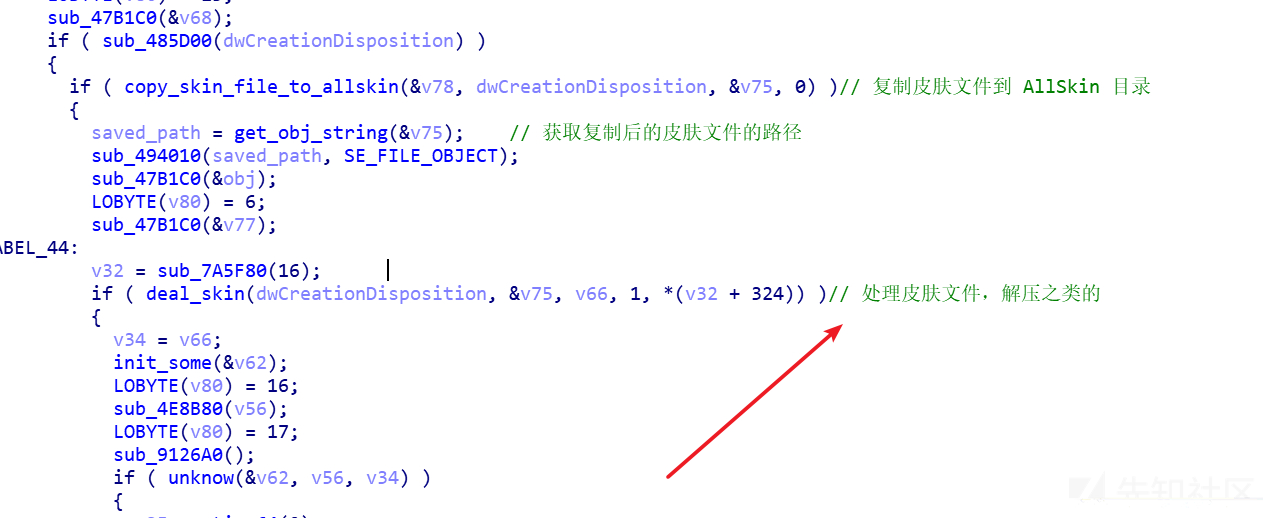 sub_47B1C0(&v68);
if ( sub_485D00(dwCreationDisposition) )
{
if ( copy_skin_file_to_allskin(&v78, dwCreationDisposition, &v75, 0) )// 复制皮肤文件到 AllSkin 目录
{
saved_path = get_obj_string(&v75);    // 获取复制后的皮肤文件的路径
sub_494010(saved_path, SE_FILE_OBJECT);
sub_47B1C0(&obj);
LOBYTE(v80) = 6;
sub_47B1C0(&v77);
ABEL_44:
v32 = sub_7A5F80(16);
if ( deal_skin(dwCreationDisposition, &v75, v66, 1, *(v32 + 324)) )// 处理皮肤文件，解压之类的
{
v34 = v66;
init_some(&v62);
LOBYTE(v80) = 16;
sub_4E8B80(v56);
LOBYTE(v80) = 17;
sub_9126A0();
if ( unknow(&v62, v56, v34) )
{
先知社区